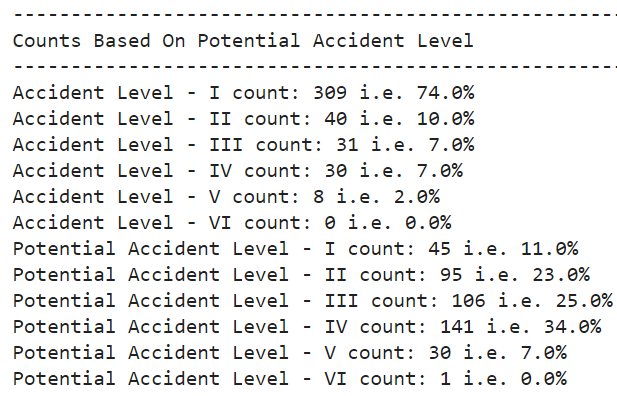 -----------------------------------------------------
Counts Based On Potential Accident Level
-----------------------------------------------------
Accident Level - I count: 309 i.e. 74.0%
Accident Level - II count: 40 i.e. 10.0%
Accident Level - III count: 31 i.e. 7.0%
Accident Level - IV count: 30 i.e. 7.0%
Accident Level - V count: 8 i.e. 2.0%
Accident Level - VI count: 0 i.e. 0.0%
Potential Accident Level - I count: 45 i.e. 11.0%
Potential Accident Level - II count: 95 i.e. 23.0%
Potential Accident Level - III count: 106 i.e. 25.0%
Potential Accident Level - IV count: 141 i.e. 34.0%
Potential Accident Level - V count: 30 i.e. 7.0%
Potential Accident Level - VI count: 1 i.e. 0.0%